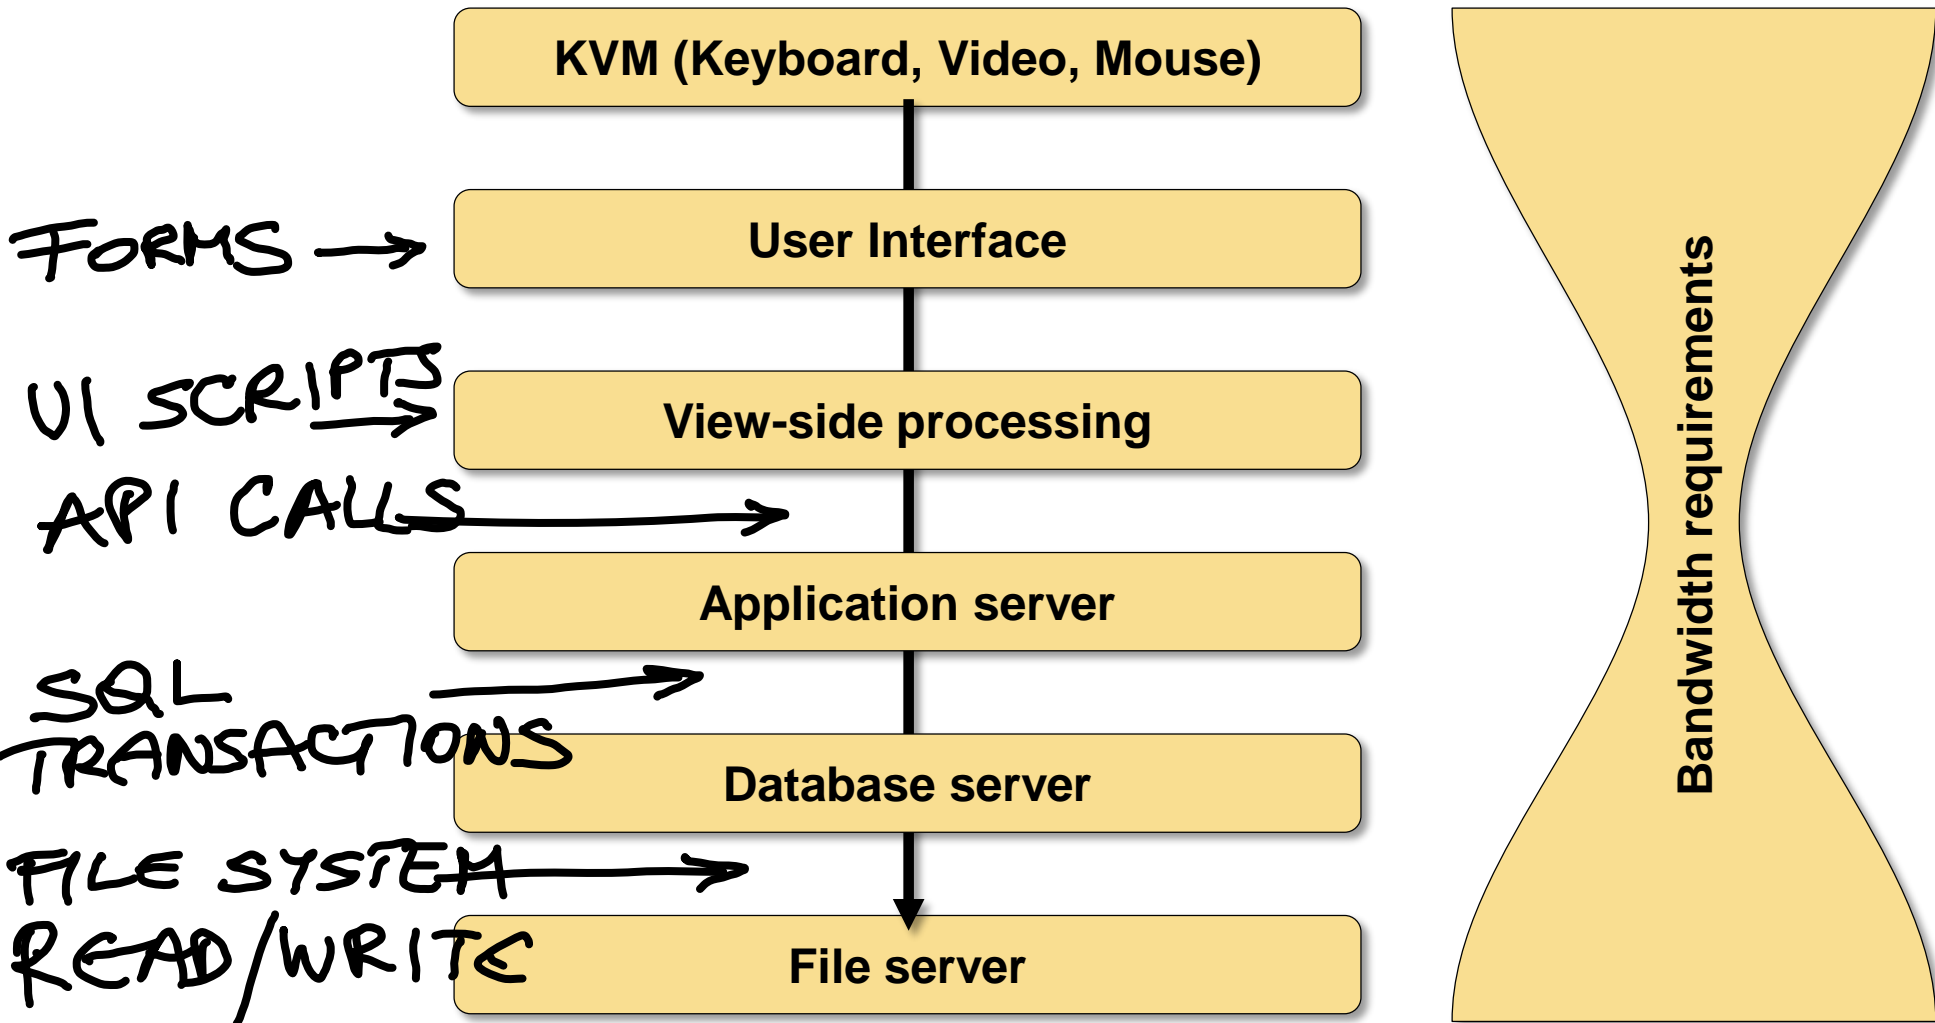 KVM (Keyboard, Video, Mouse)
FORMS
User Interface
UI SCRIPTS
View-side processing
API CALLS
Application server
SQL
TRANSACTIONS
Database server
FILE SYSTEM
READ/WRITE
File server
Bandwidth requirements